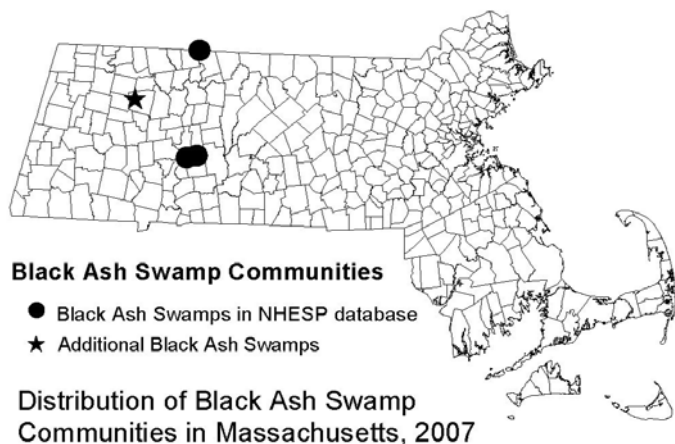 Black Ash Swamp Communities
Black Ash Swamps in NHESP database
Additional Black Ash Swamps
Distribution of Black Ash Swamp
Communities in Massachusetts, 2007